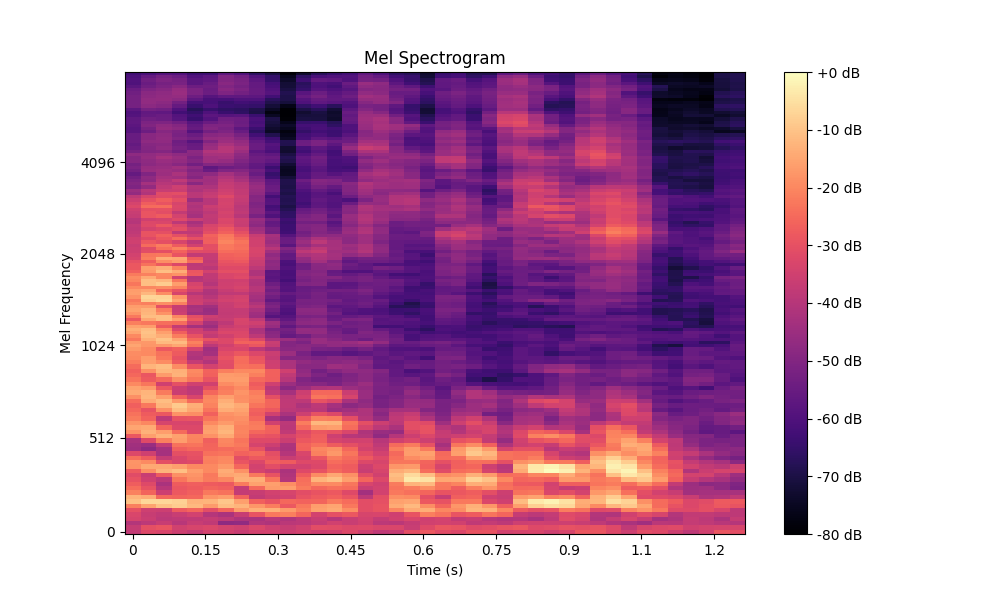 Mel Spectrogram
Mel Frequency
4096
2048
1024
512
0
0 0.15 0.3 0.45 0.6 0.75 0.9 1.1 1.2
Time (s)
+0 dB
-10 dB
-20 dB
-30 dB
-40 dB
-50 dB
-60 dB
-70 dB
-80 dB